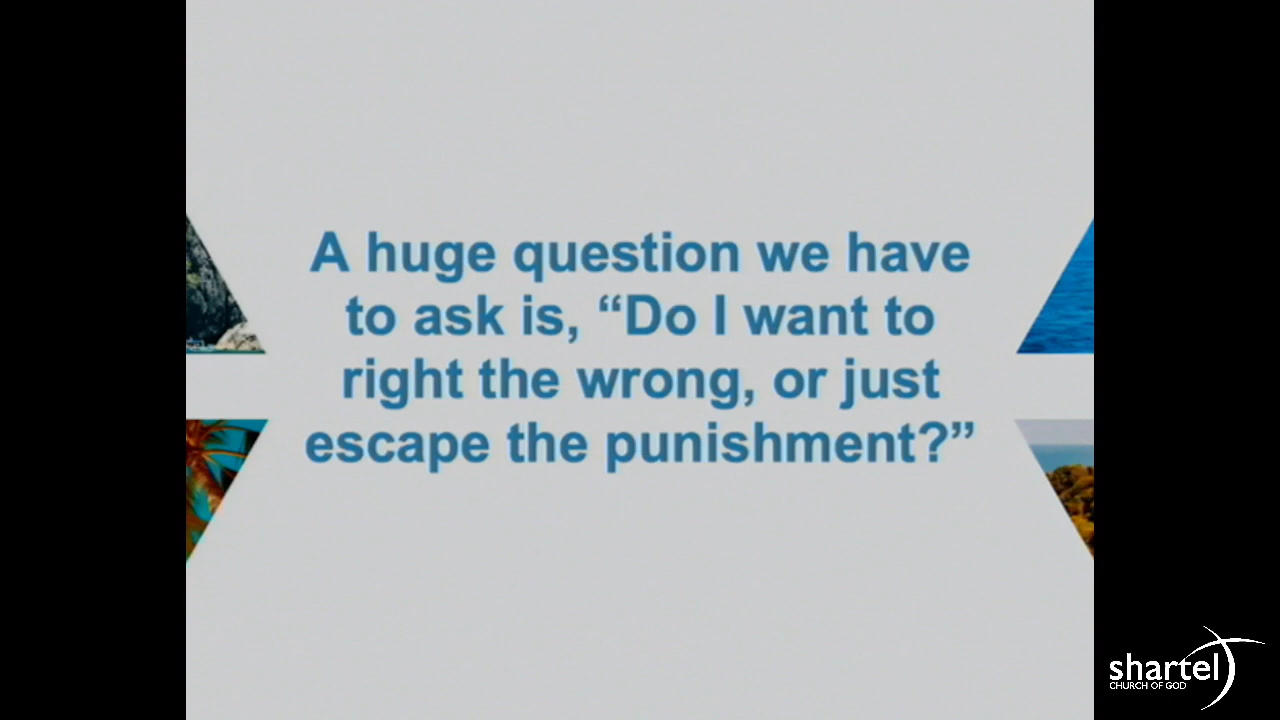 A huge question we have
to ask is, “Do I want to
right the wrong, or just
escape the punishment?”
shartel
CHURCH OF GOD